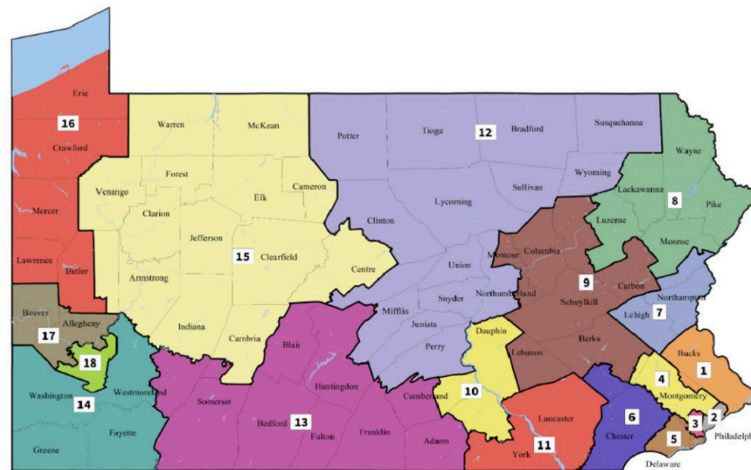 Erie
16
Crawford
Mercer
Lawrence
Butler
Warren
McKean
Forest
Venango
Elk
Cameron
Clarion
Jefferson
15
Clearfield
Centre
Armstrong
Indiana
Cambria
Potter
Tioga
12
Bradford
Susquehanna
Wyoming
Sullivan
Clinton
Lycoming
Union
Snyder
Northumberland
Mifflin
Juniata
Perry
Wayne
Lackawanna
8
Pike
Luzerne
Monroe
Montour
Columbia
9
Carbon
Schuylkill
Berks
Lebanon
Northampton
7
Lehigh
Beaver
Allegheny
17
18
Washington
14
Westmoreland
Greene
Fayette
Blair
Huntingdon
Somerset
Bedford
13
Fulton
Franklin
Adams
Cumberland
10
Dauphin
Lancaster
11
York
6
Chester
4
Montgomery
Bucks
1
2
3
5
Philadelph
Delaware